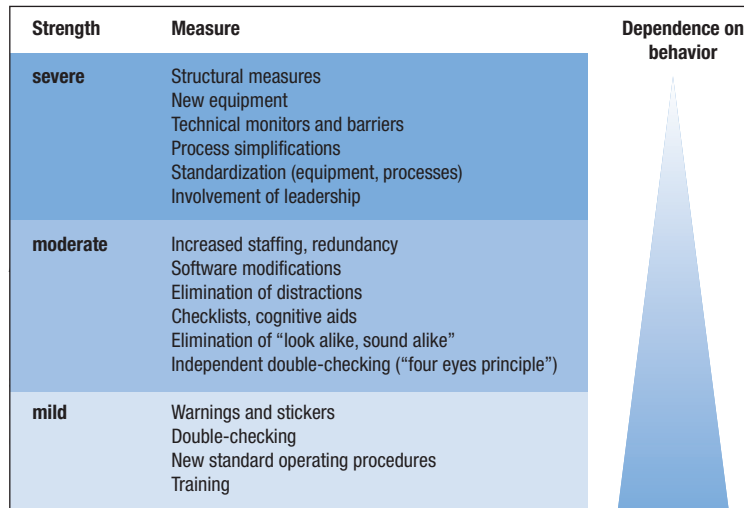 Strength Measure Dependence on
behavior
severe Structural measures
New equipment
Technical monitors and barriers
Process simplifications
Standardization (equipment, processes)
Involvement of leadership
moderate Increased staffing, redundancy
Software modifications
Elimination of distractions
Checklists, cognitive aids
Elimination of “look alike, sound alike”
Independent double-checking (“four eyes principle”)
mild Warnings and stickers
Double-checking
New standard operating procedures
Training